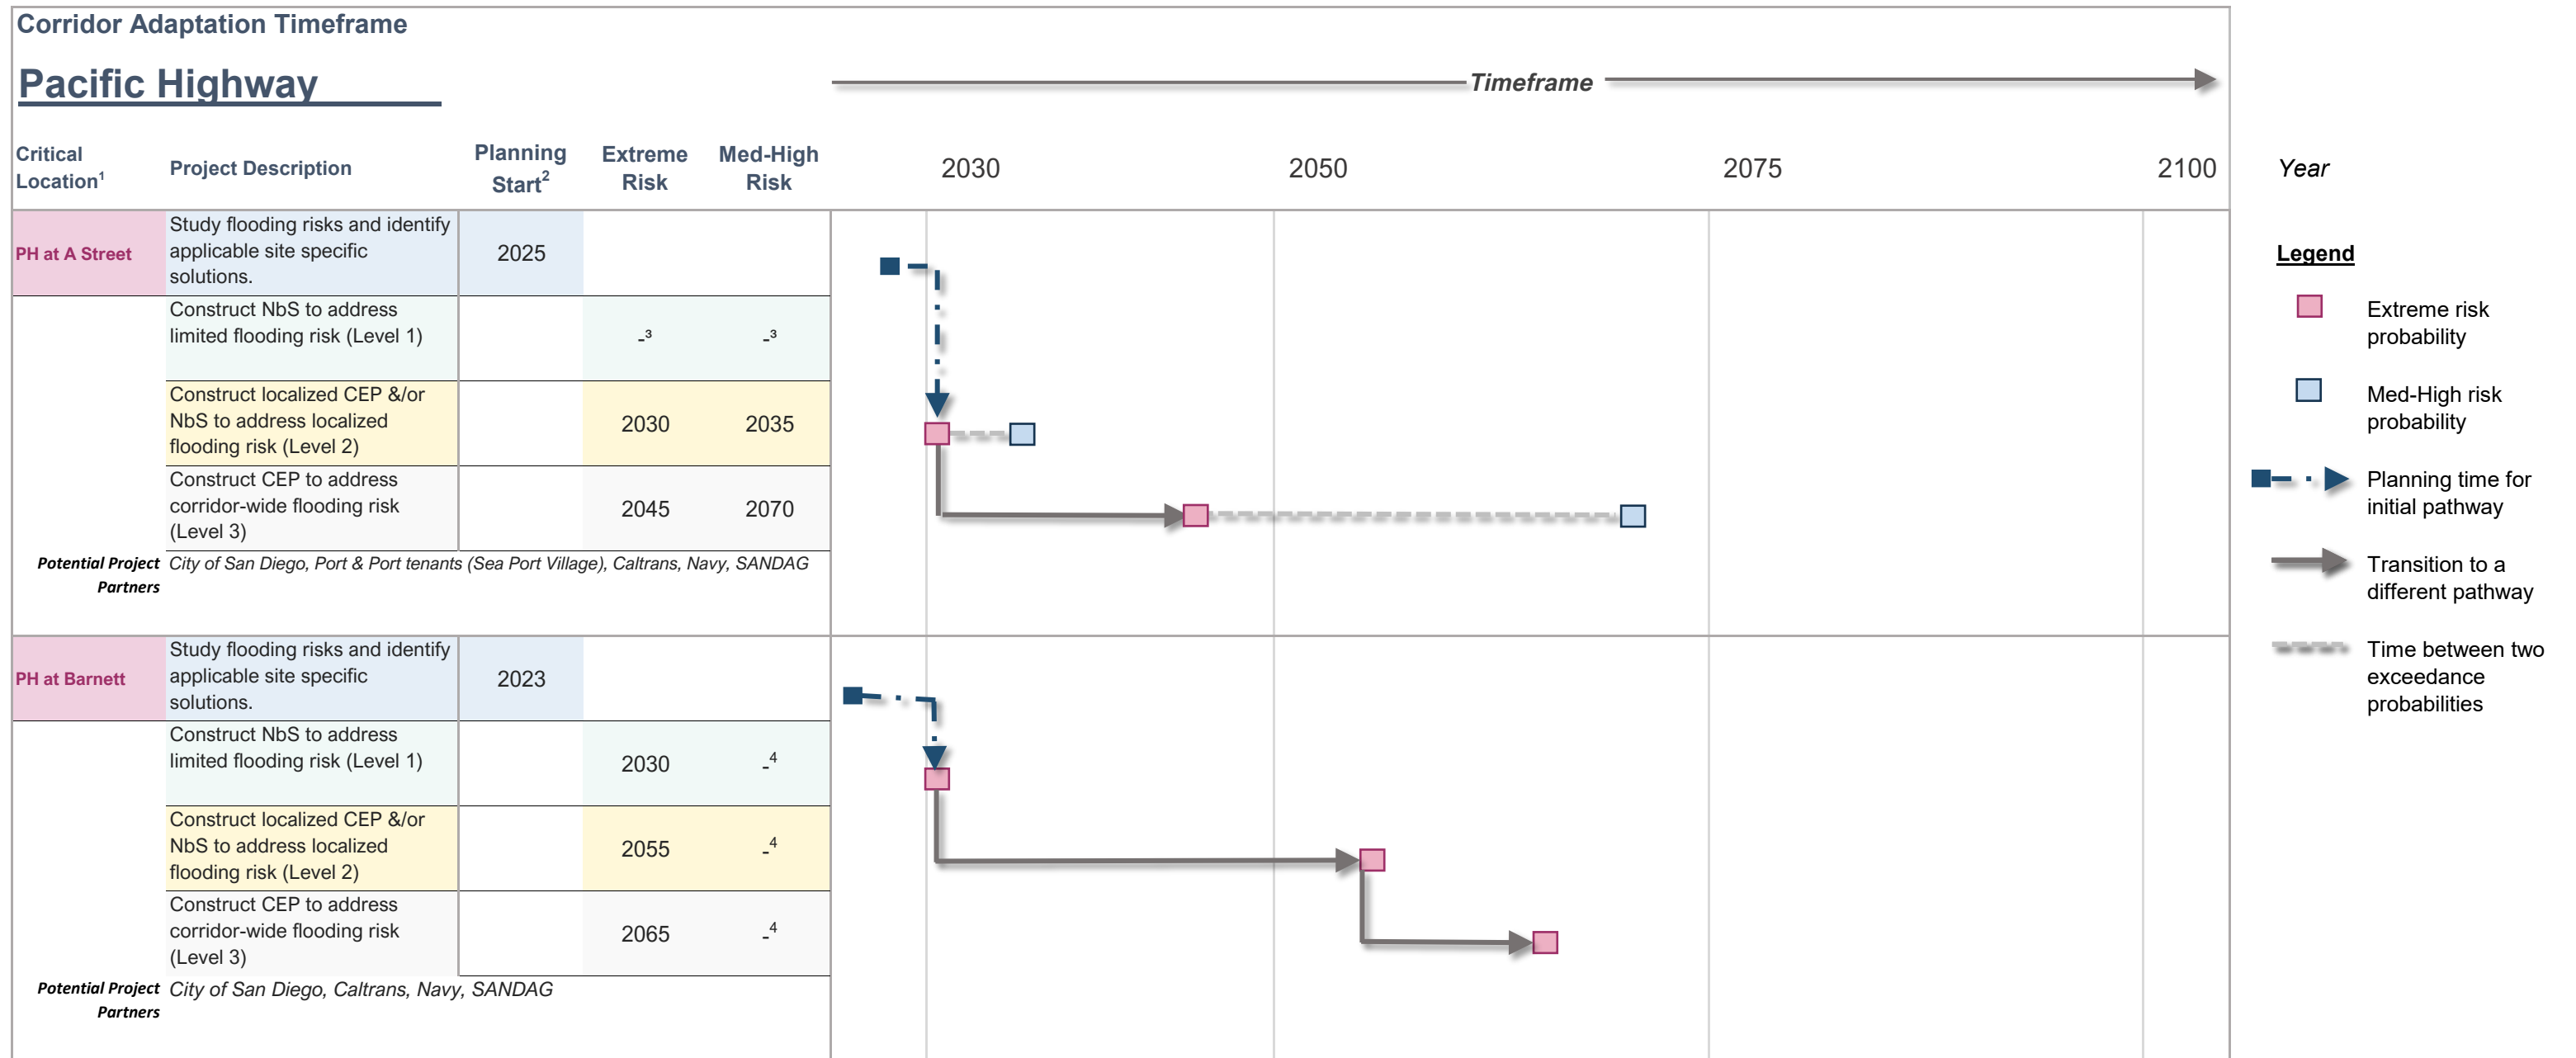 Corridor Adaptation Timeframe
Pacific Highway
Timeframe
Critical
Location¹
Project Description
Planning
Start²
Extreme
Risk
Med-High
Risk
2030
2050
2075
2100
Year
PH at A Street
Study flooding risks and identify
applicable site specific
solutions.
2025
Construct NbS to address
limited flooding risk (Level 1)
-³
-³
Construct localized CEP &/or
NbS to address localized
flooding risk (Level 2)
2030
2035
Construct CEP to address
corridor-wide flooding risk
(Level 3)
2045
2070
Potential Project
Partners
City of San Diego, Port & Port tenants (Sea Port Village), Caltrans, Navy, SANDAG
PH at Barnett
Study flooding risks and identify
applicable site specific
solutions.
2023
Construct NbS to address
limited flooding risk (Level 1)
2030
-⁴
Construct localized CEP &/or
NbS to address localized
flooding risk (Level 2)
2055
-⁴
Construct CEP to address
corridor-wide flooding risk
(Level 3)
2065
-⁴
Potential Project
Partners
City of San Diego, Caltrans, Navy, SANDAG
Legend
Extreme risk
probability
Med-High risk
probability
Planning time for
initial pathway
Transition to a
different pathway
Time between two
exceedance
probabilities